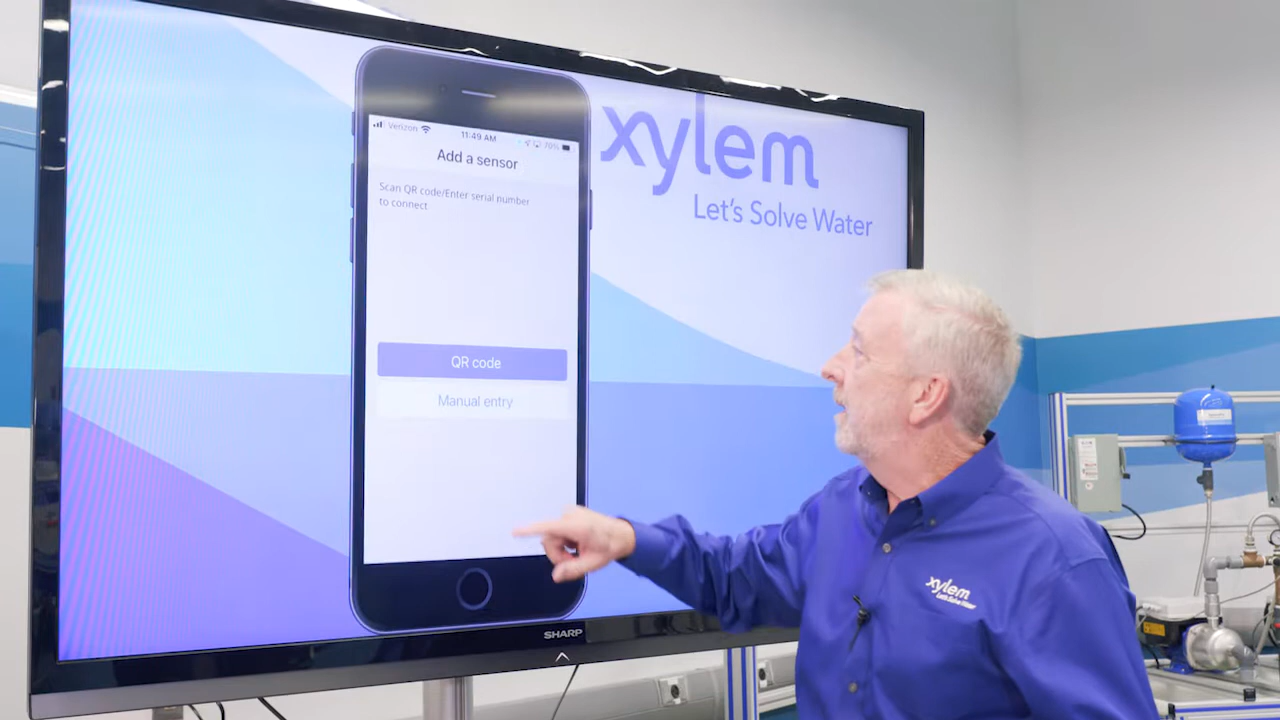 xylem
Let's Solve Water
Verizon
11:49 AM
70%
Add a sensor
Scan QR code/Enter serial number
to connect
QR code
Manual entry
SHARP
xylem
Let's Solve Water